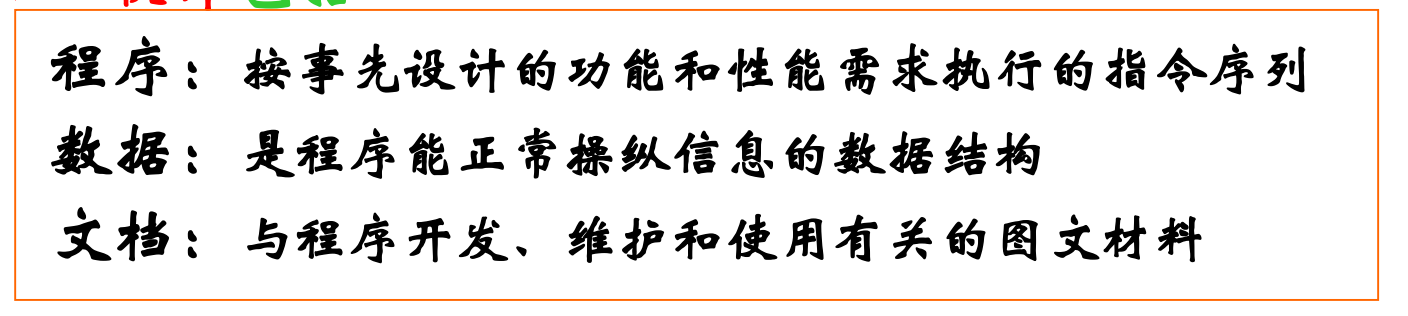 程序：按事先设计的功能和性能需求执行的指令序列
数据：是程序能正常操纵信息的数据结构
文档：与程序开发、维护和使用有关的图文材料